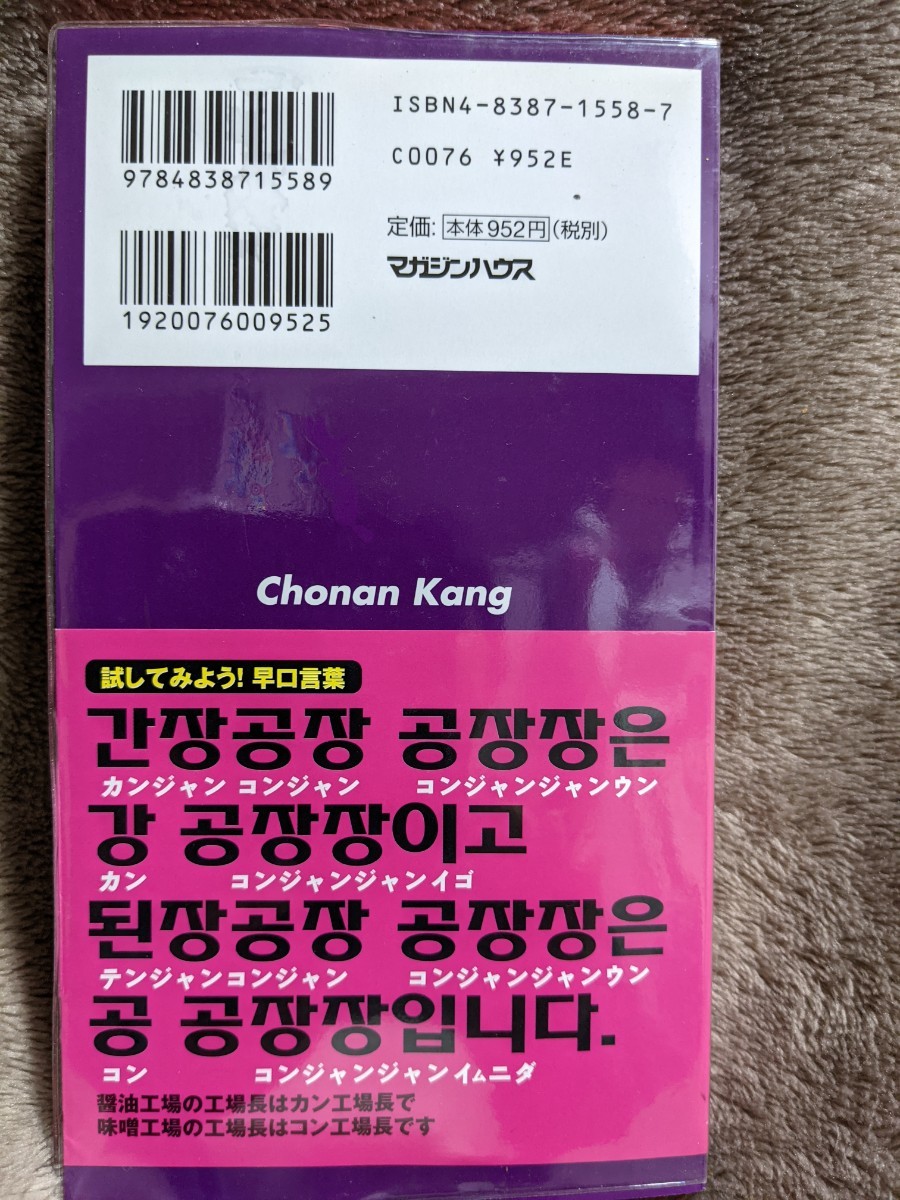 ISBN4-8387-1558-7
C0076 ¥952E
9784838715589
定価: 本体952円(税別)
マガジンハウス
1920076009525
Chonan Kang
試してみよう! 早口言葉
간장공장 공장장은
カンジャン コンジャン コンジャンジャンウン
강 공장장이고
カン コンジャンジャンイゴ
된장공장 공장장은
テンジャンコンジャン コンジャンジャンウン
공 공장장입니다.
コン コンジャンジャンイムニダ
醤油工場の工場長はカン工場長で
味噌工場の工場長はコン工場長です